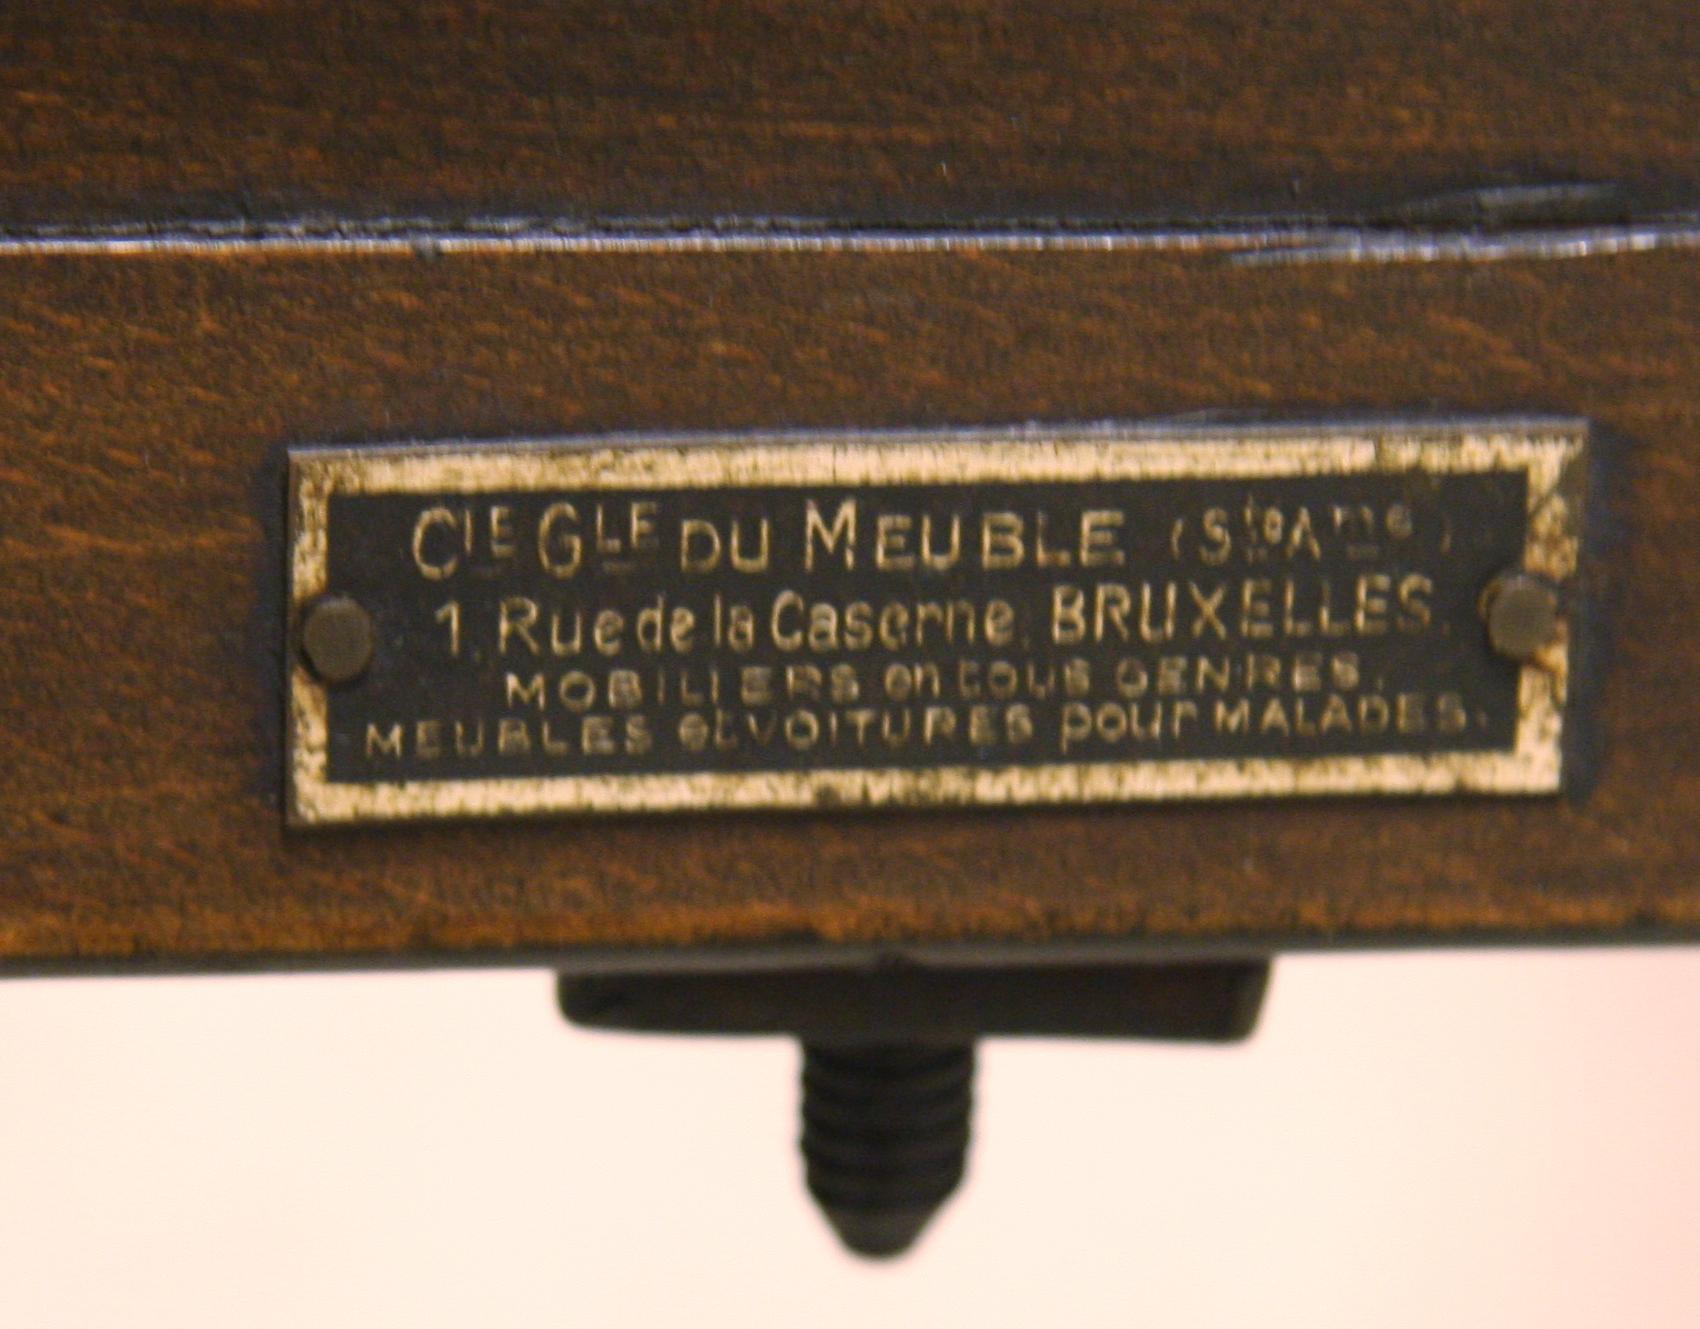 CIE GLE DU MEUBLE (Sté Ame)
1, Rue de la Caserne, BRUXELLES.
MOBILIERS en tous GENRES,
MEUBLES et VOITURES pour MALADES.